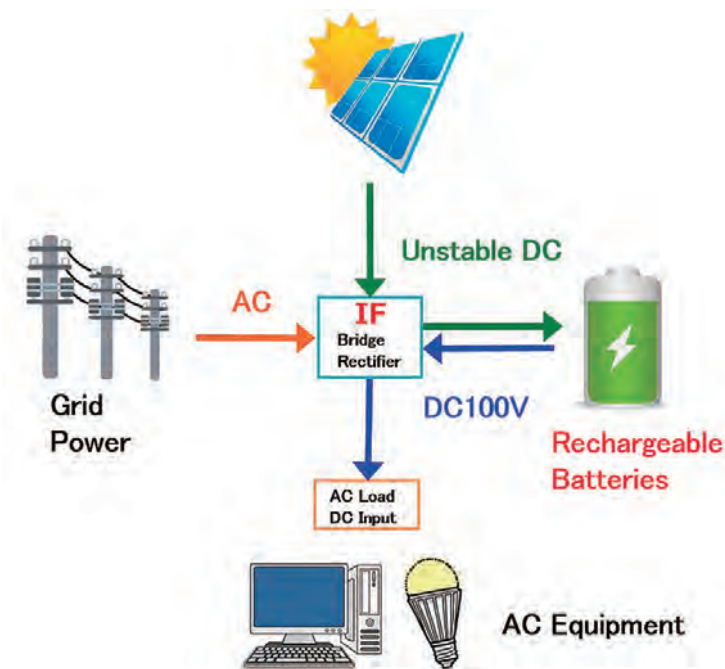 Unstable DC
AC
IF
Bridge
Rectifier
DC100V
Grid
Power
Rechargeable
Batteries
AC Load
DC Input
AC Equipment